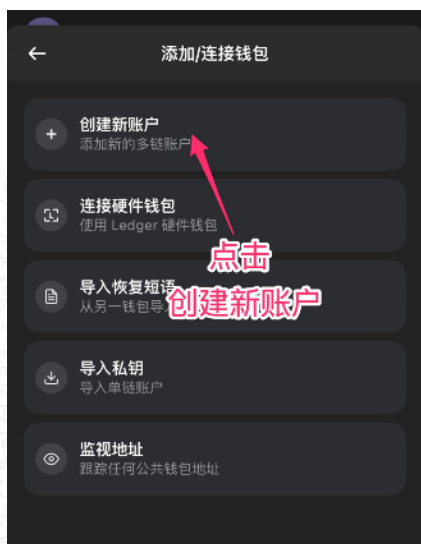 添加/连接钱包
创建新账户
添加新的多链账户
连接硬件钱包
使用 Ledger 硬件钱包
点击
创建新账户
导入恢复短语
从另一钱包导
导入私钥
导入单链账户
监视地址
跟踪任何公共钱包地址